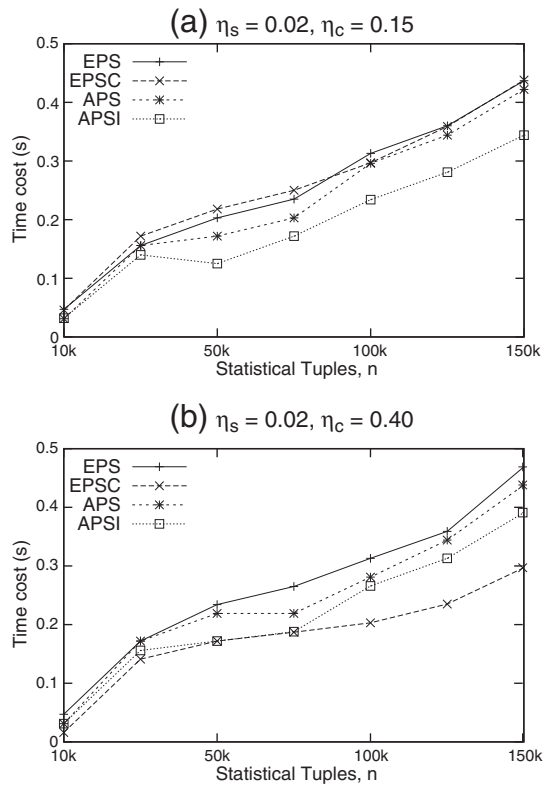 (a) ηs = 0.02, ηc = 0.15
0.5
0.4
0.3
0.2
0.1
0
Time cost (s)
EPS
EPSC
APS
APSI
10k 50k 100k 150k
Statistical Tuples, n
(b) ηs = 0.02, ηc = 0.40
0.5
0.4
0.3
0.2
0.1
0
Time cost (s)
EPS
EPSC
APS
APSI
10k 50k 100k 150k
Statistical Tuples, n